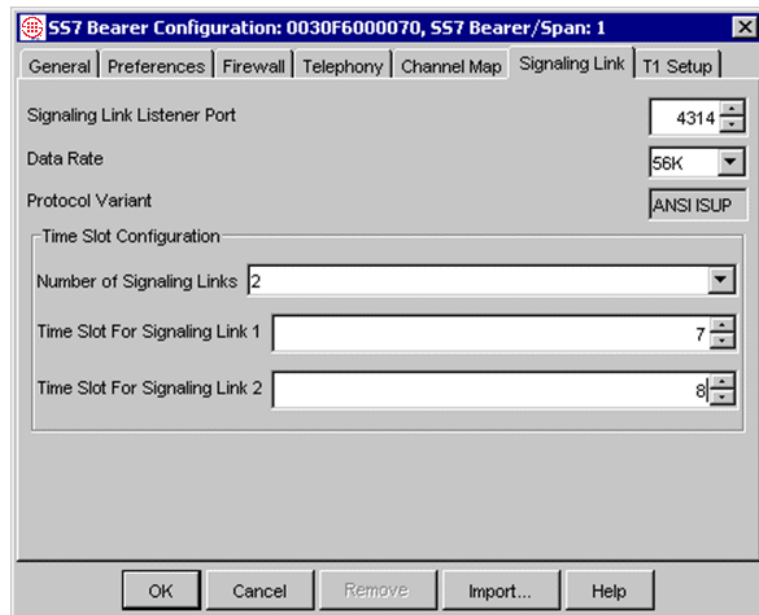 SS7 Bearer Configuration: 0030F6000070, SS7 Bearer/Span: 1
General Preferences Firewall Telephony Channel Map Signaling Link T1 Setup
Signaling Link Listener Port 4314
Data Rate 56K
Protocol Variant ANSI ISUP
Time Slot Configuration
Number of Signaling Links 2
Time Slot For Signaling Link 1 7
Time Slot For Signaling Link 2 8
OK Cancel Remove Import... Help